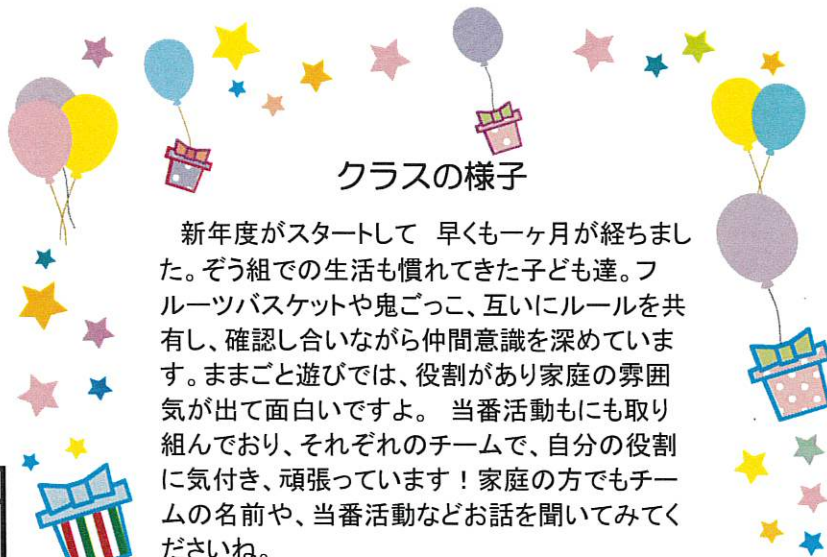 クラスの様子
新年度がスタートして 早くも一ヶ月が経ちまし
た。ぞう組での生活も慣れてきた子ども達。フ
ルーツバスケットや鬼ごっこ、互いにルールを共
有し、確認し合いながら仲間意識を深めていま
す。ままごと遊びでは、役割があり家庭の雰囲
気が出て面白いですよ。 当番活動もにも取り
組んでおり、それぞれのチームで、自分の役割
に気付き、頑張っています！家庭の方でもチー
ムの名前や、当番活動などお話を聞いてみてく
ださいね。